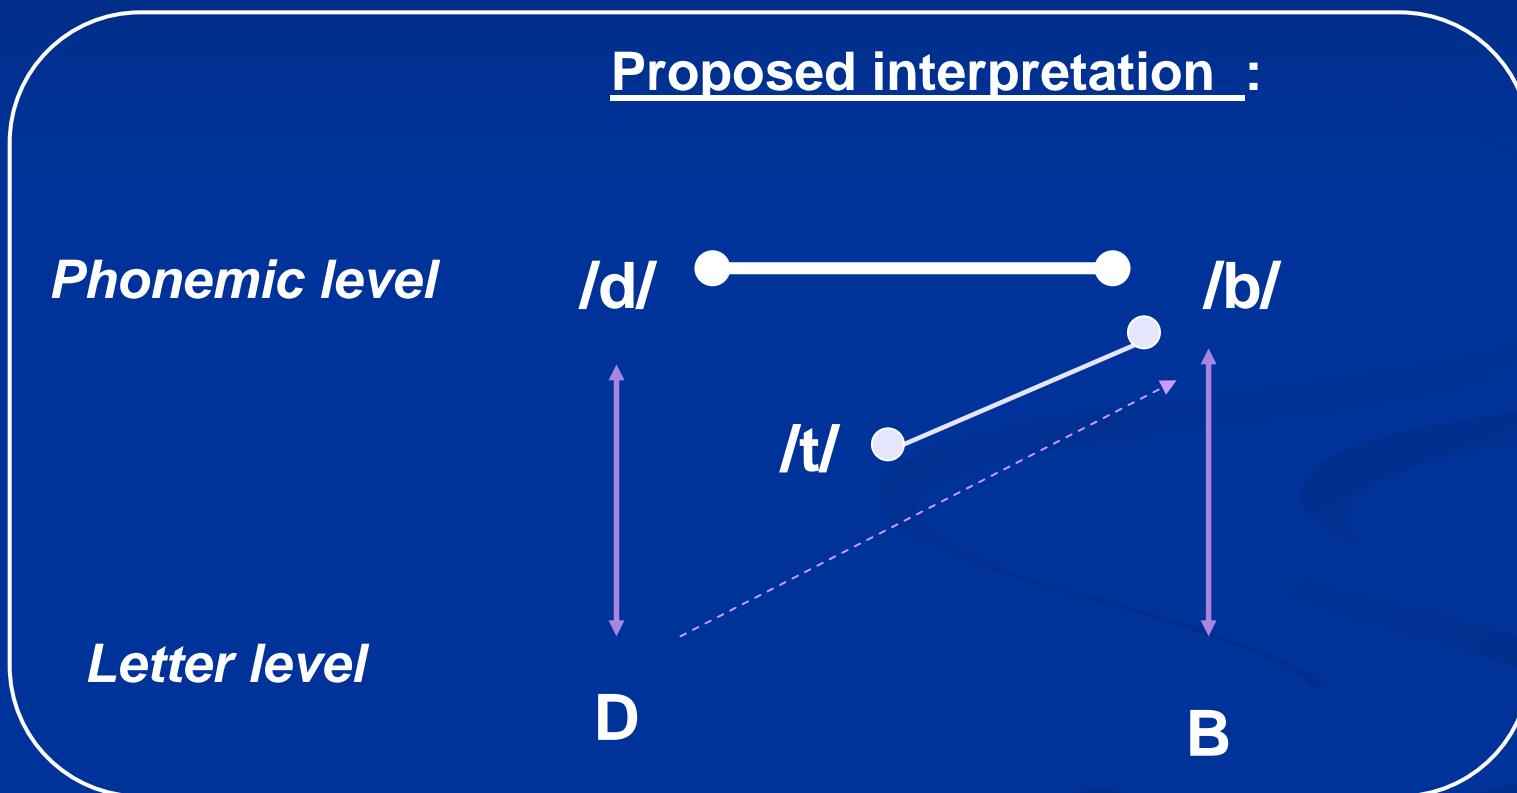 Proposed interpretation :
Phonemic level /d/ /b/
/t/
Letter level
D
B